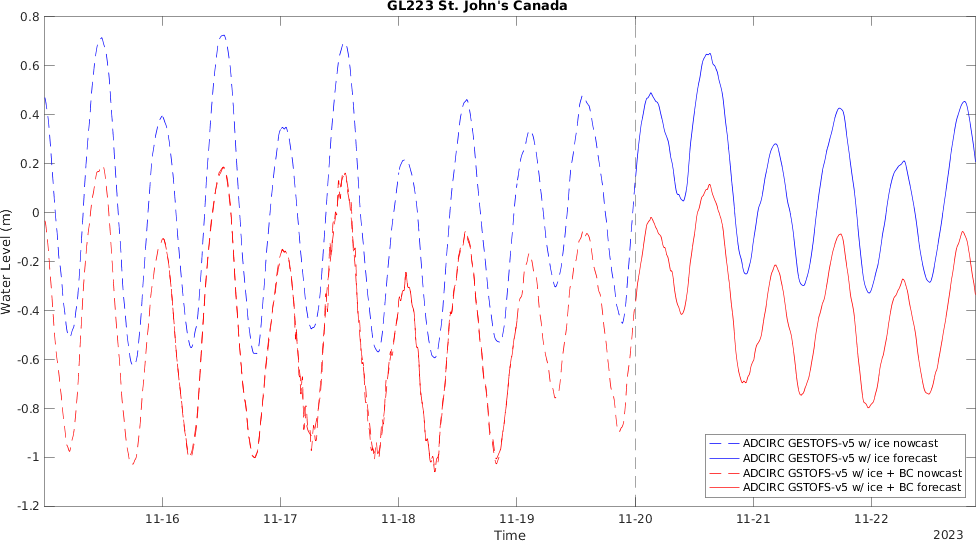 GL223 St. John's Canada
0.8
0.6
0.4
0.2
0
-0.2
-0.4
-0.6
-0.8
-1
-1.2
Water Level (m)
11-16 11-17 11-18 11-19 11-20 11-21 11-22
Time
2023
ADCIRC GESTOFS-v5 w/ ice nowcast
ADCIRC GESTOFS-v5 w/ ice forecast
ADCIRC GSTOFS-v5 w/ ice + BC nowcast
ADCIRC GSTOFS-v5 w/ ice + BC forecast